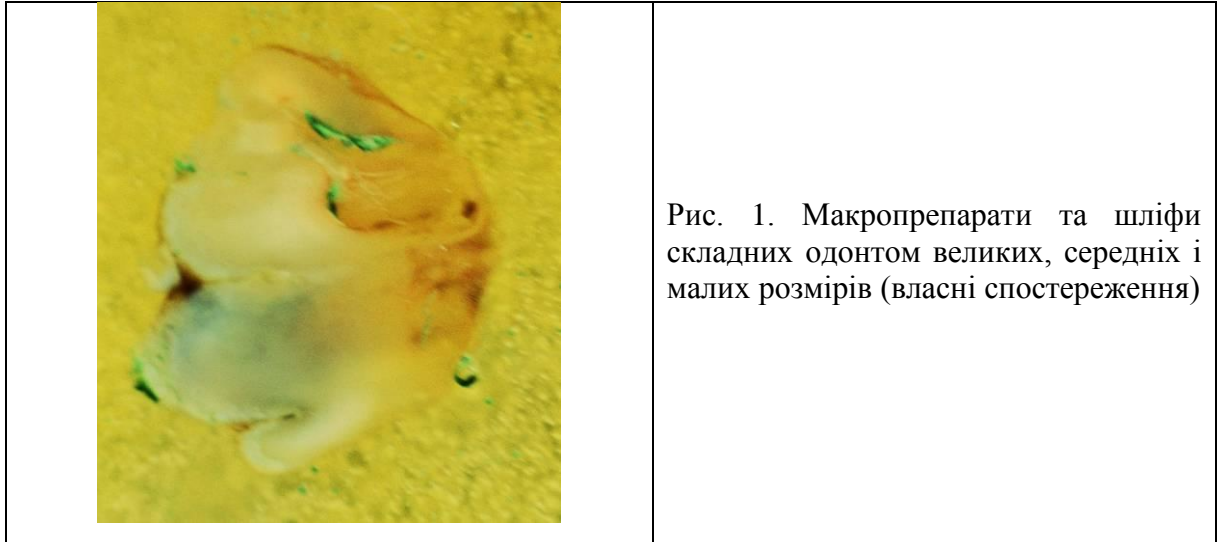 Рис. 1. Макропрепарати та шліфи
складних одонтом великих, середніх і
малих розмірів (власні спостереження)